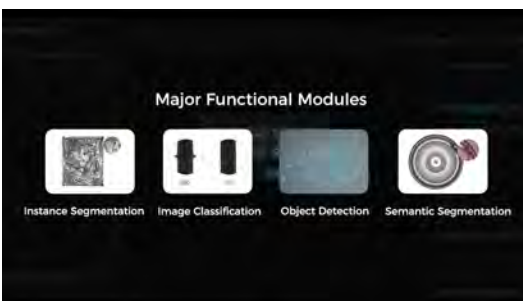 Major Functional Modules
Instance Segmentation
Image Classification
Object Detection
Semantic Segmentation